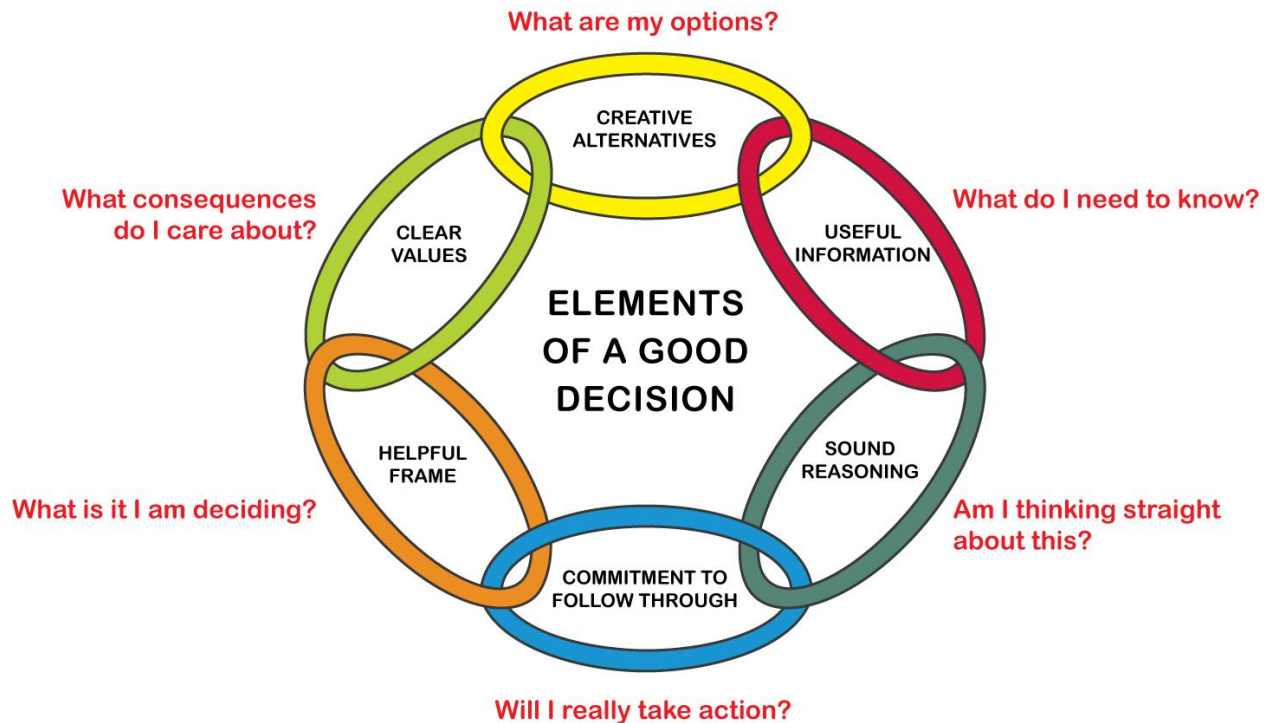 What are my options?
CREATIVE
ALTERNATIVES
What consequences
do I care about?
CLEAR
VALUES
What do I need to know?
USEFUL
INFORMATION
ELEMENTS
OF A GOOD
DECISION
HELPFUL
FRAME
What is it I am deciding?
SOUND
REASONING
Am I thinking straight
about this?
COMMITMENT TO
FOLLOW THROUGH
Will I really take action?